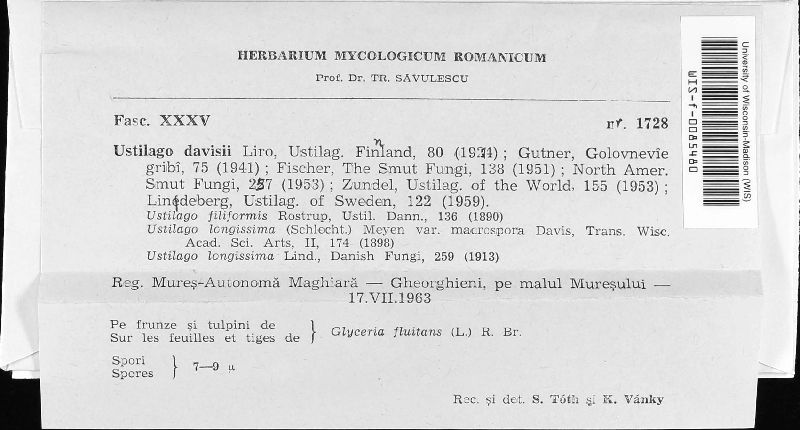 HERBARIUM MYCOLOGICUM ROMANICUM
Prof. Dr. TR. SAVULESCU
Fasc. XXXV
nr. 1728
Ustilago davisii Liro, Ustilag. Finland, 80 (1924) ; Gutner, Golovnevîe
gribî, 75 (1941) ; Fischer, The Smut Fungi, 138 (1951) ; North Amer.
Smut Fungi, 257 (1953) ; Zundel, Ustilag. of the World. 155 (1953) ;
Lindeberg, Ustilag. of Sweden, 122 (1959).
Ustilago filiformis Rostrup, Ustil. Dann., 136 (1890)
Ustilago longissima (Schlecht.) Meyen var. macrospora Davis, Trans. Wisc.
Acad. Sci. Arts, II, 174 (1898)
Ustilago longissima Lind., Danish Fungi, 259 (1913)
Reg. Mureș-Autonomă Maghiară — Gheorghieni, pe malul Mureșului —
17.VII.1963
Pe frunze și tulpini de
Sur les feuilles et tiges de } Glyceria fluitans (L.) R. Br.
Spori
Spores } 7—9 μ
Rec. și det. S. Tóth și K. Vánky
University of Wisconsin-Madison (WIS)
WIS-f-0085480